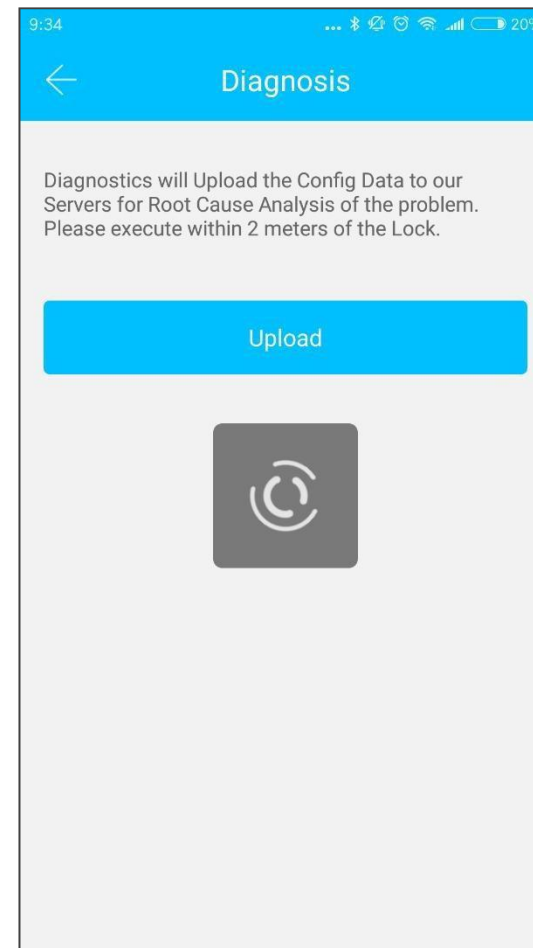 9:34
... 20%
Diagnosis
Diagnostics will Upload the Config Data to our
Servers for Root Cause Analysis of the problem.
Please execute within 2 meters of the Lock.
Upload